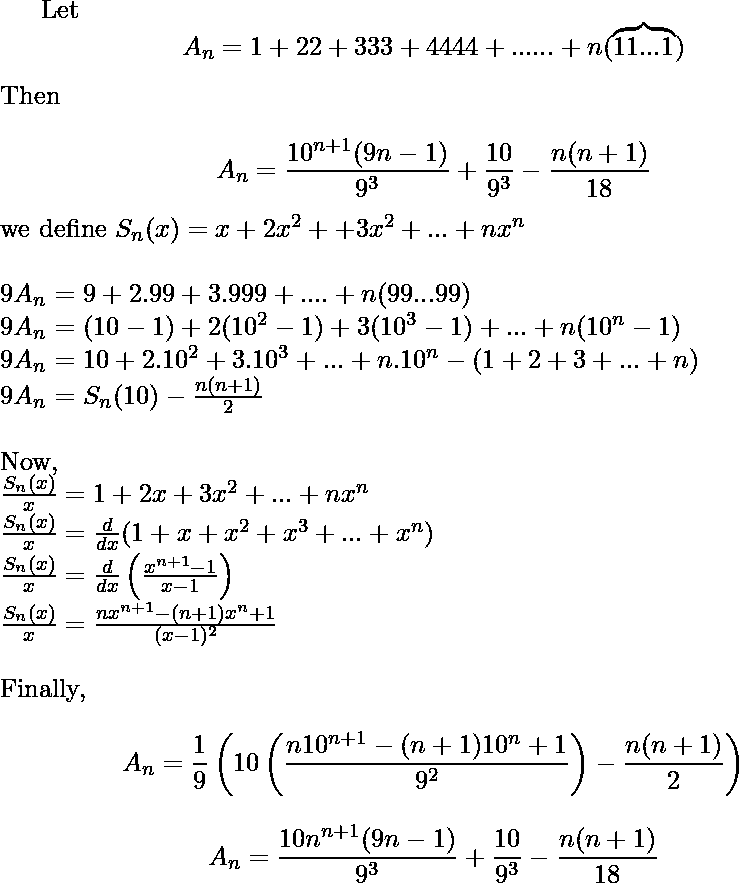 Let
A_n = 1 + 22 + 333 + 4444 + ...... + n(\overbrace{11...1})
Then
A_n = \frac{10^{n+1}(9n − 1)}{9^3} + \frac{10}{9^3} − \frac{n(n + 1)}{18}
we define S_n(x) = x + 2x^2 + +3x^2 + ... + nx^n
9A_n = 9 + 2.99 + 3.999 + .... + n(99...99)
9A_n = (10 − 1) + 2(10^2 − 1) + 3(10^3 − 1) + ... + n(10^n − 1)
9A_n = 10 + 2.10^2 + 3.10^3 + ... + n.10^n − (1 + 2 + 3 + ... + n)
9A_n = S_n(10) − \frac{n(n+1)}{2}
Now,
\frac{S_n(x)}{x} = 1 + 2x + 3x^2 + ... + nx^n
\frac{S_n(x)}{x} = \frac{d}{dx}(1 + x + x^2 + x^3 + ... + x^n)
\frac{S_n(x)}{x} = \frac{d}{dx}\left(\frac{x^{n+1}−1}{x−1}\right)
\frac{S_n(x)}{x} = \frac{nx^{n+1}−(n+1)x^n+1}{(x−1)^2}
Finally,
A_n = \frac{1}{9}\left(10\left(\frac{n10^{n+1} − (n + 1)10^n + 1}{9^2}\right) − \frac{n(n + 1)}{2}\right)
A_n = \frac{10n^{n+1}(9n − 1)}{9^3} + \frac{10}{9^3} − \frac{n(n + 1)}{18}